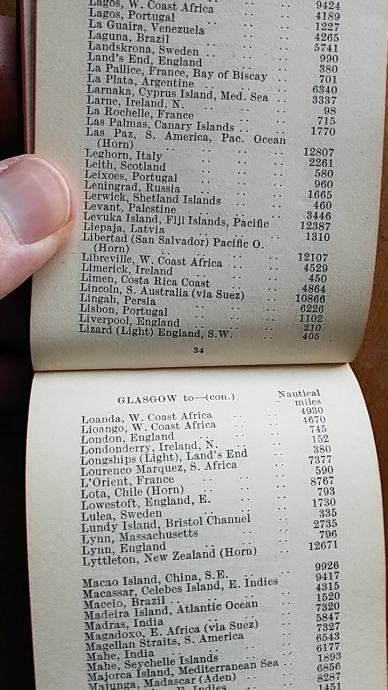 9424
Lagos, W. Coast Africa .. 4189
Lagos, Portugal .. .. 1227
La Guaira, Venezuela .. 4265
Laguna, Brazil .. .. 5741
Landskrona, Sweden .. .. 990
Land's End, England .. .. 380
La Pallice, France, Bay of Biscay .. 701
La Plata, Argentine .. .. 6340
Larnaka, Cyprus Island, Med. Sea .. 3337
Larne, Ireland, N. .. .. 98
La Rochelle, France .. .. 715
Las Palmas, Canary Islands .. .. 1770
Las Paz, S. America, Pac. Ocean
(Horn) .. .. .. 12807
Leghorn, Italy .. .. .. 2261
Leith, Scotland .. .. .. 580
Leixoes, Portugal .. .. .. 960
Leningrad, Russia .. .. .. 1665
Lerwick, Shetland Islands .. .. 460
Levant, Palestine .. .. .. 3446
Levuka Island, Fiji Islands, Pacific 12387
Liepaja, Latvia .. .. .. 1310
Libertad (San Salvador) Pacific O.
(Horn) .. .. .. 12107
Libreville, W. Coast Africa .. .. 4529
Limerick, Ireland .. .. .. 450
Limen, Costa Rica Coast .. .. 4864
Lincoln, S. Australia (via Suez) .. 10866
Lingah, Persia .. .. .. 6226
Lisbon, Portugal .. .. .. 1102
Liverpool, England .. .. .. 210
Lizard (Light) England, S.W. .. 405
34
GLASGOW to—(con.) Nautical
miles
Loanda, W. Coast Africa .. .. 4930
Lioango, W. Coast Africa .. .. 4670
London, England .. .. .. 745
Londonderry, Ireland, N. .. .. 152
Longships (Light), Land's End .. 380
Lourenco Marquez, S. Africa .. 7377
L'Orient, France .. .. .. 590
Lota, Chile (Horn) .. .. .. 8767
Lowestoft, England, E. .. .. 793
Lulea, Sweden .. .. .. 1730
Lundy Island, Bristol Channel .. 335
Lynn, Massachusetts .. .. 2735
Lynn, England .. .. .. 796
Lyttleton, New Zealand (Horn) .. 12671
Macao Island, China, S.E. .. .. 9926
Macassar, Celebes Island, E. Indies 9417
Maceio, Brazil .. .. .. 4315
Madeira Island, Atlantic Ocean .. 1520
Madras, India .. .. .. 7320
Magadoxo, E. Africa (via Suez) .. 5847
Magellan Straits, S. America .. 7327
Mahe, India .. .. .. 6543
Mahe, Seychelle Islands .. .. 6177
Majorca Island, Mediterranean Sea .. 1893
Majunga, Madascar (Aden) .. 6856
E. Indies .. 8287
1451